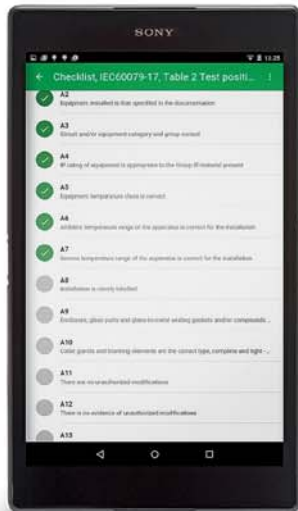 SONY
13:25
Checklist, IEC60079-17, Table 2 Test positi...
A2
Equipment installed is that specified in the documentation
A3
Circuit and/or equipment category and group correct
A4
IP rating of equipment is appropriate to the Group III material present
A5
Equipment temperature class is correct
A6
Ambient temperature range of the apparatus is correct for the installation
A7
Service temperature range of the apparatus is correct for the installation
A8
Installation is clearly labelled
A9
Enclosure, glass parts and glass-to-metal sealing gaskets and/or compounds...
A10
Cable glands and blanking elements are the correct type, complete and tight -...
A11
There are no unauthorized modifications
A12
There is no evidence of unauthorized modifications
A13